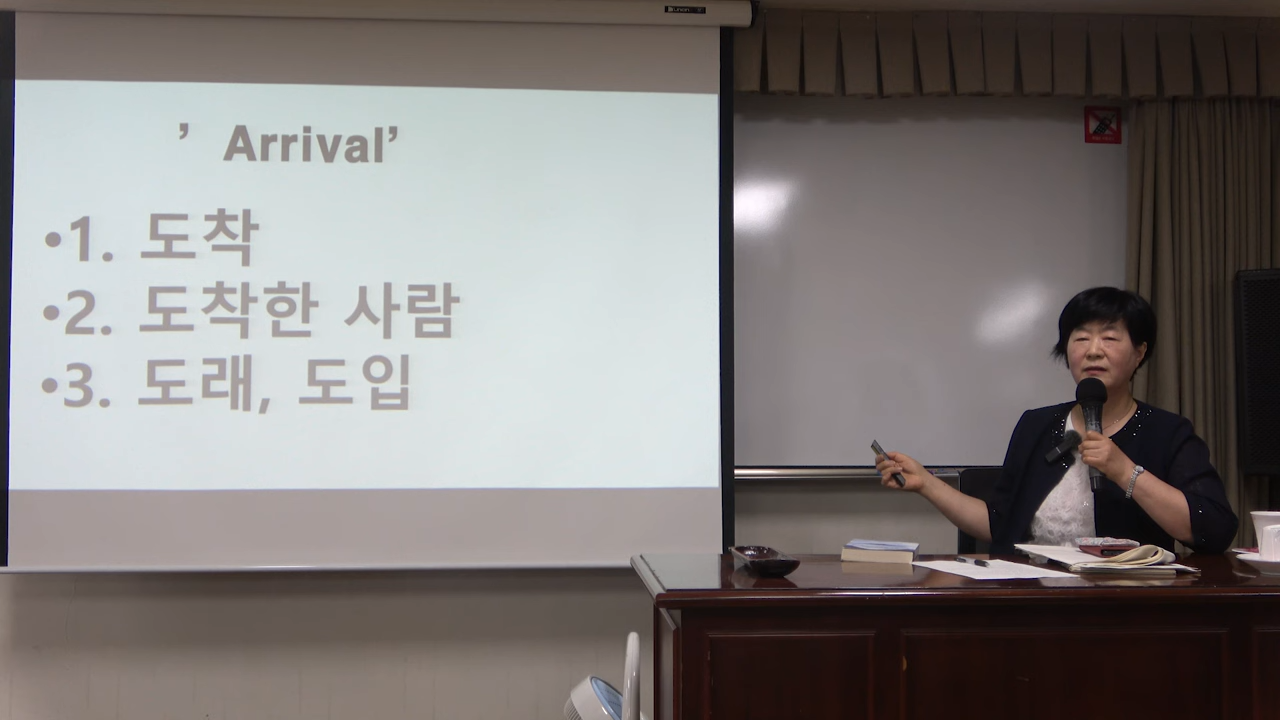 ’ Arrival’
•1. 도착
•2. 도착한 사람
•3. 도래, 도입